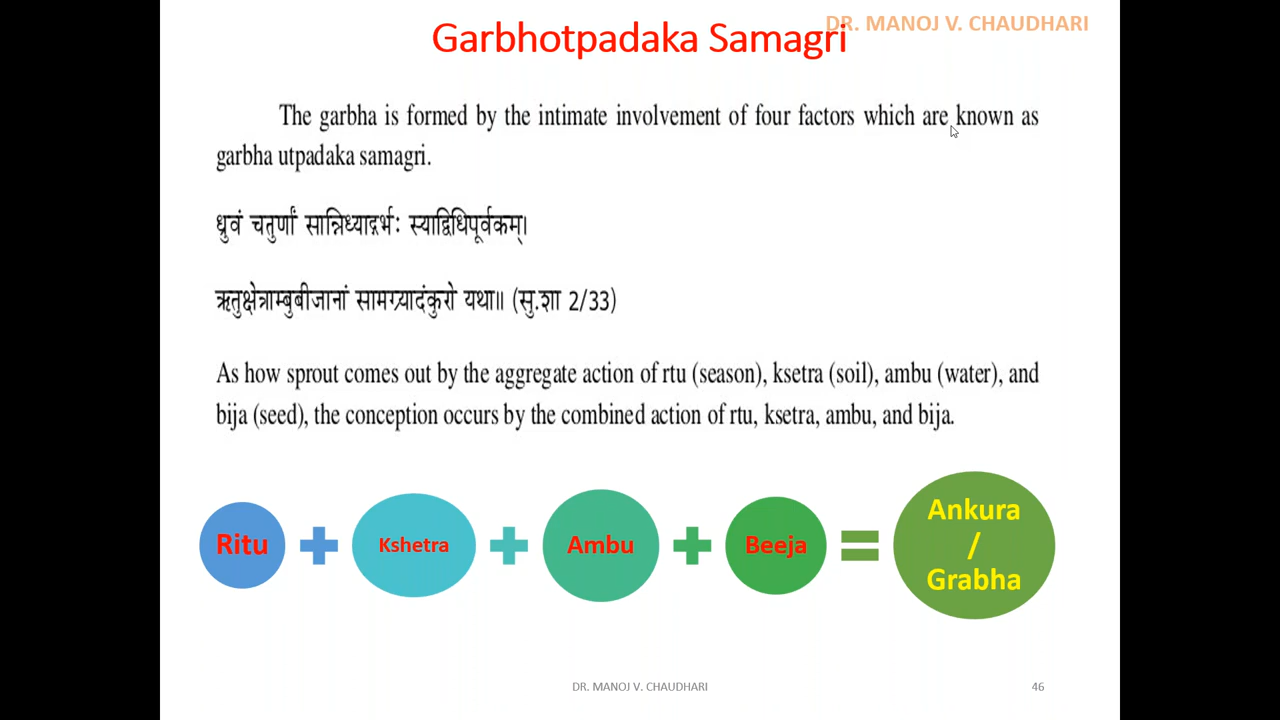 Garbhotpadaka Samagri
DR. MANOJ V. CHAUDHARI
The garbha is formed by the intimate involvement of four factors which are known as
garbha utpadaka samagri.
ध्रुवं चतुर्णां सान्निध्याद्गर्भः स्याद्विधिपूर्वकम्।
ऋतुक्षेत्राम्बुबीजानां सामग्र्यादंकुरो यथा॥ (सु.शा 2/33)
As how sprout comes out by the aggregate action of rtu (season), ksetra (soil), ambu (water), and
bija (seed), the conception occurs by the combined action of rtu, ksetra, ambu, and bija.
Ritu + Kshetra + Ambu + Beeja = Ankura
/
Grabha
DR. MANOJ V. CHAUDHARI
46